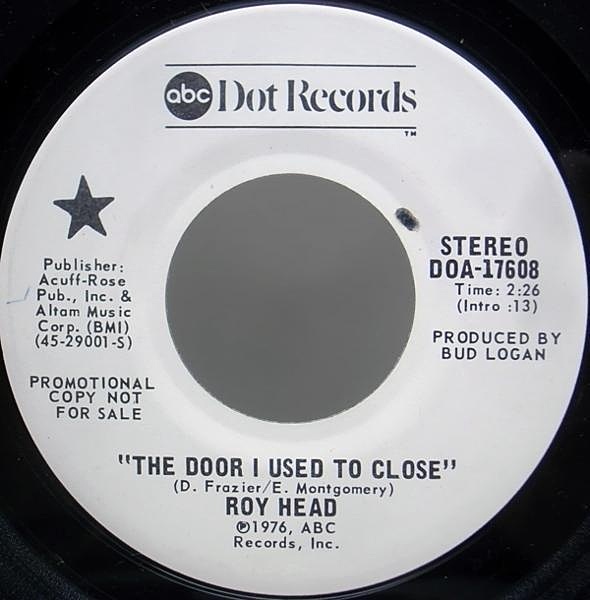 abc Dot Records
TM
Publisher:
Acuff-Rose
Pub., Inc. &
Altam Music
Corp. (BMI)
(45-29001-S)
PROMOTIONAL
COPY NOT
FOR SALE
STEREO
DOA-17608
Time: 2:26
(Intro :13)
PRODUCED BY
BUD LOGAN
"THE DOOR I USED TO CLOSE"
(D. Frazier/E. Montgomery)
ROY HEAD
℗1976, ABC
Records, Inc.